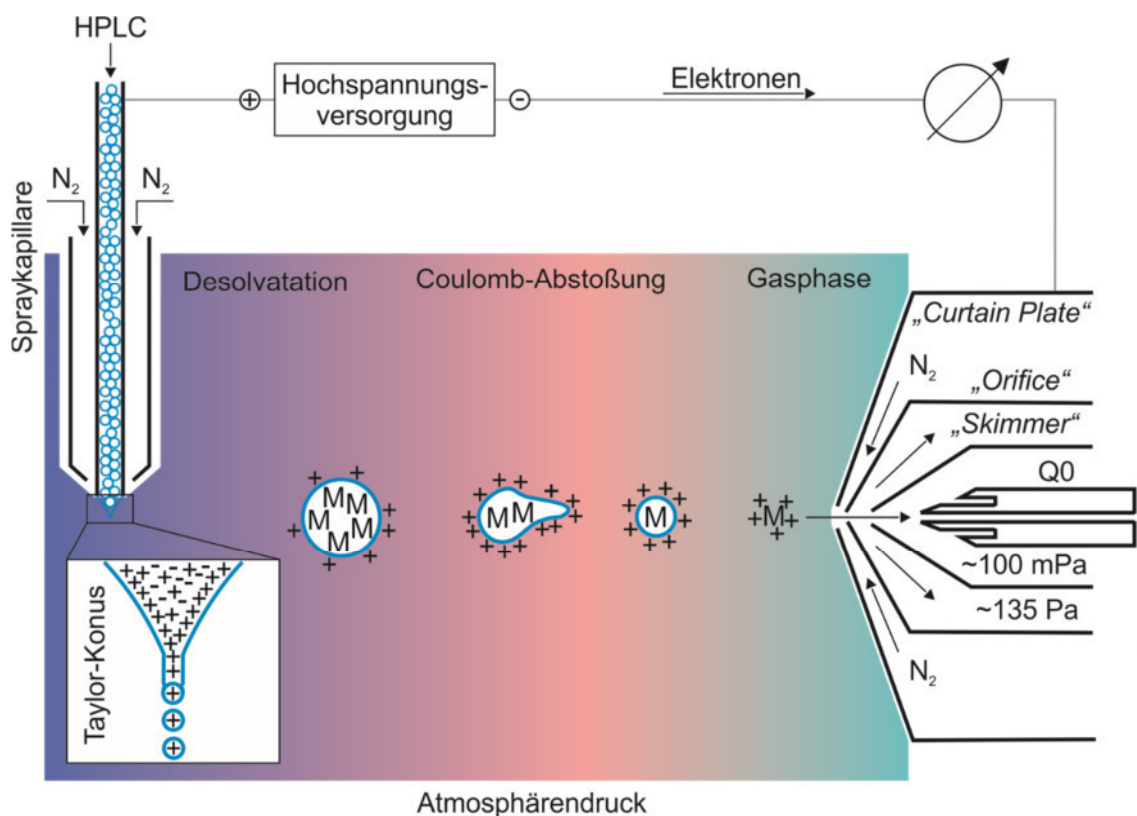 HPLC
Hochspannungs-
versorgung
+
-
Elektronen
N₂
N₂
Spraykapillare
Desolvatation
Coulomb-Abstoßung
Gasphase
„Curtain Plate“
N₂
„Orifice“
„Skimmer“
Q0
M M M M M
M M
M
M
~100 mPa
~135 Pa
N₂
Taylor-Konus
Atmosphärendruck